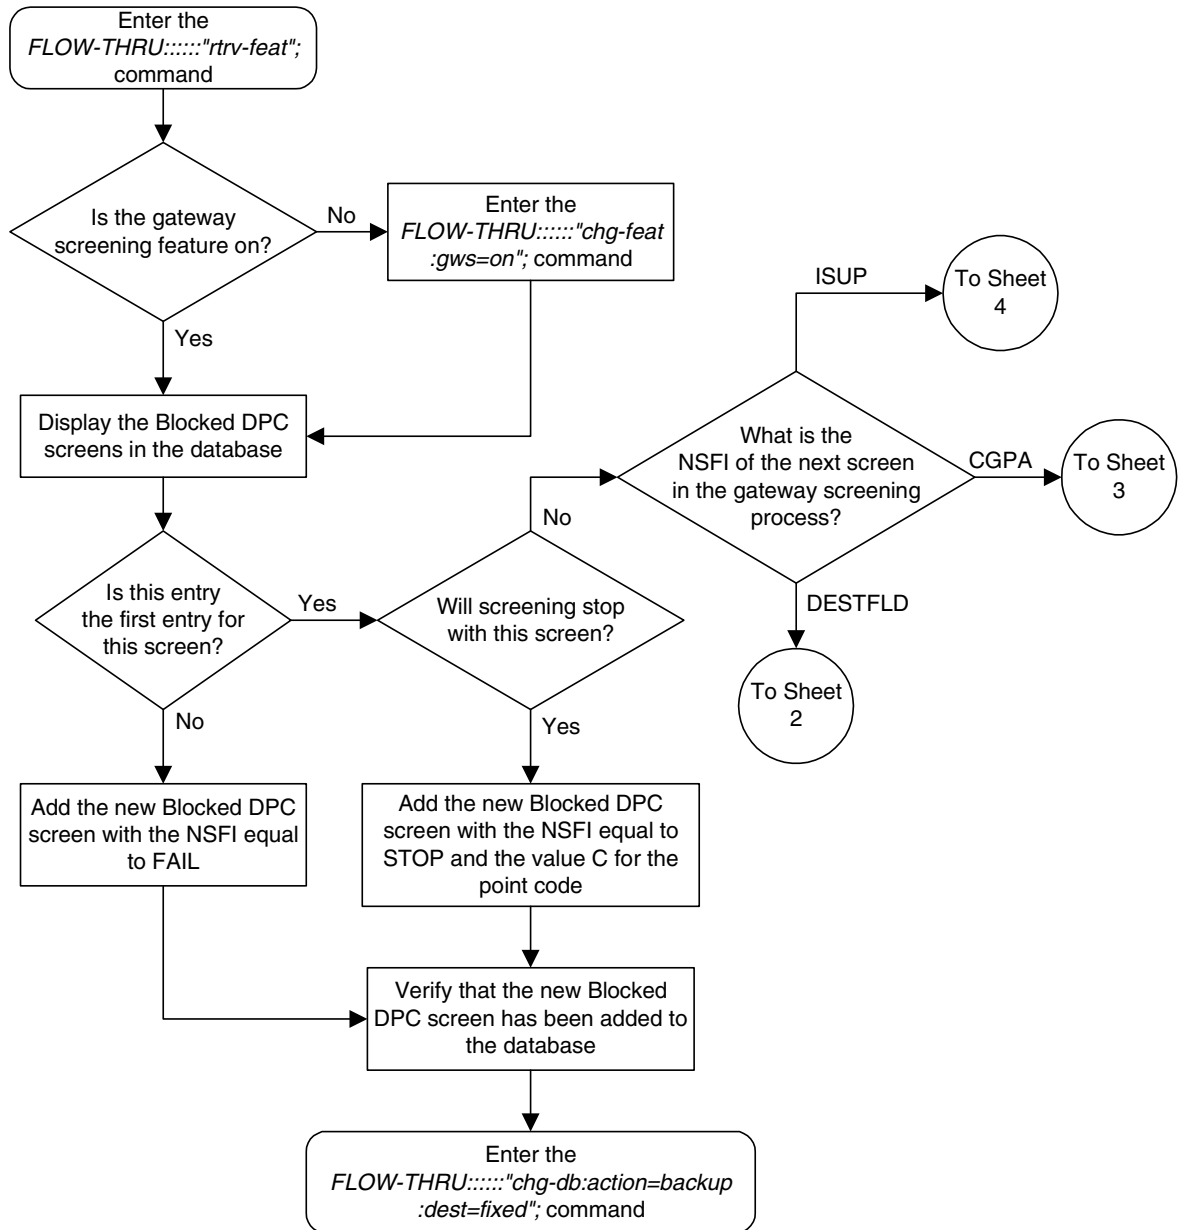 Enter the
FLOW-THRU::::::"rtrv-feat";
command
Is the gateway
screening feature on?
No
Enter the
FLOW-THRU::::::"chg-feat
:gws=on"; command
Yes
Display the Blocked DPC
screens in the database
ISUP
To Sheet
4
What is the
NSFI of the next screen
in the gateway screening
process?
CGPA
To Sheet
3
DESTFLD
To Sheet
2
Is this entry
the first entry for
this screen?
Yes
Will screening stop
with this screen?
No
No
Yes
Add the new Blocked DPC
screen with the NSFI equal
to FAIL
Add the new Blocked DPC
screen with the NSFI equal to
STOP and the value C for the
point code
Verify that the new Blocked
DPC screen has been added to
the database
Enter the
FLOW-THRU::::::"chg-db:action=backup
:dest=fixed"; command